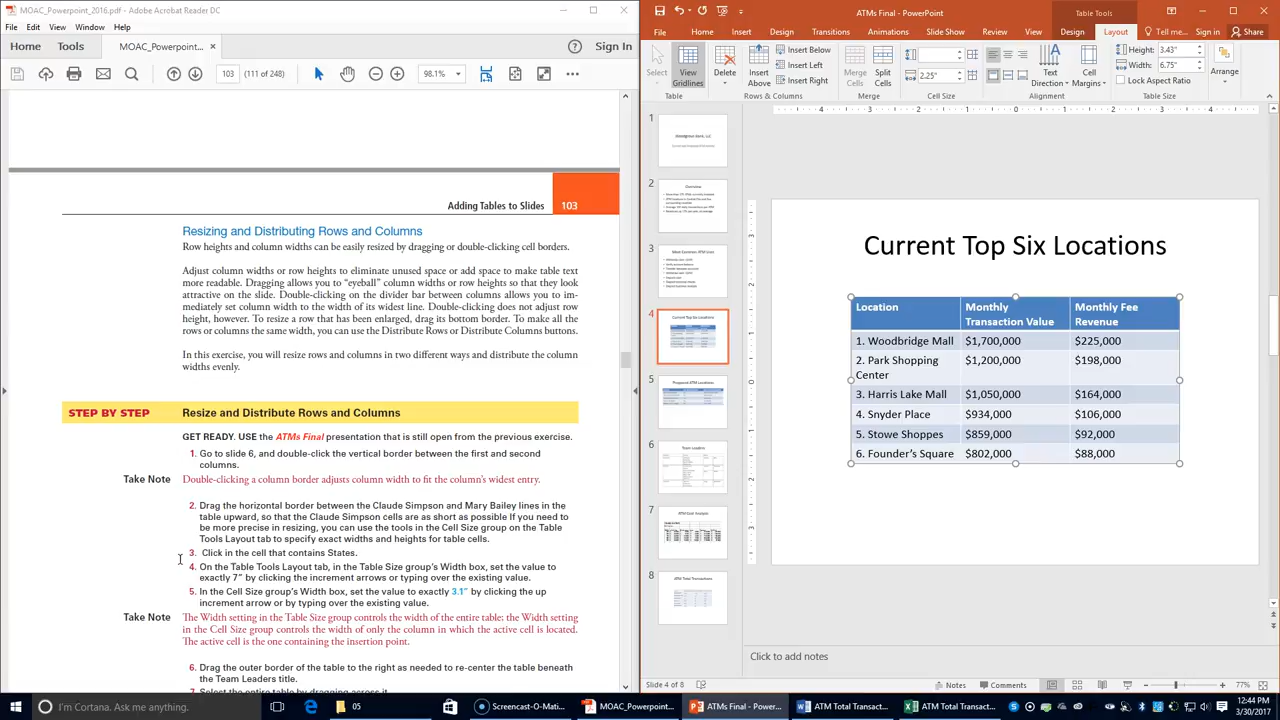 MOAC_Powerpoint_2016.pdf - Adobe Acrobat Reader DC
File Edit View Window Help
Home Tools MOAC_Powerpoint... × Sign In
103 (111 of 248) 98.1%
Adding Tables to Slides 103
Resizing and Distributing Rows and Columns
Row heights and column widths can be easily resized by dragging or double-clicking cell borders.
Adjust column widths or row heights to eliminate unused space or add space to make table text
more readable. Dragging allows you to “eyeball” column widths or row heights so that they look
attractive on the slide. Double-clicking on the divider bar between columns allows you to im-
mediately set column width to the width of its widest line. Double-clicking does not adjust row
height, however. To resize a row that has been enlarged, drag its bottom border. To make all the
rows or columns the same width, you can use the Distribute Rows or Distribute Columns buttons.
In this exercise, you will resize rows and columns in two different ways and distribute the column
widths evenly.
STEP BY STEP Resize and Distribute Rows and Columns
GET READY. USE the ATMs Final presentation that is still open from the previous exercise.
1. Go to slide 6, and double-click the vertical border between the first and second
columns.
Take Note Double-clicking a column border adjusts column width to fit the column's widest entry.
2. Drag the horizontal border between the Claude Simpson and Mary Bailey lines in the
table upward, so that the Claude Simpson cells are as short as possible If you need to
be more precise in resizing, you can use the tools in the Cell Size group on the Table
Tools Layout tab to specify exact widths and heights for table cells.
3. Click in the cell that contains States.
4. On the Table Tools Layout tab, in the Table Size group's Width box, set the value to
exactly 7” by clicking the increment arrows or typing over the existing value.
5. In the Cell Size group's Width box, set the value to exactly 3.1” by clicking the up
increment arrow or by typing over the existing value.
Take Note The Width setting in the Table Size group controls the width of the entire table; the Width setting
in the Cell Size group controls the width of only the column in which the active cell is located.
The active cell is the one containing the insertion point.
6. Drag the outer border of the table to the right as needed to re-center the table beneath
the Team Leaders title.
7. Select the entire table by dragging across it.
ATMs Final - PowerPoint Table Tools
File Home Insert Design Transitions Animations Slide Show Review View Design Layout Tell me... Sign in Share
Select View Gridlines Delete Insert Above Insert Below Insert Left Insert Right Merge Cells Split Cells 2.25" Text Direction Cell Margins Height: 3.43" Width: 6.75" Lock Aspect Ratio Arrange
Table Rows & Columns Merge Cell Size Alignment Table Size
1
2
3
4
5
6
7
8
Current Top Six Locations
Location Monthly Transaction Value Monthly Fee Revenue
1. Woodbridge Mall $1,700,000 $223,000
2. Park Shopping Center $1,200,000 $198,000
3. Harris Lake Mall $1,050,000
4. Snyder Place $934,000 $106,000
5. Stowe Shoppes $859,000 $92,000
6. Founder's Square $802,000 $88,000
Click to add notes
Slide 4 of 8 Notes Comments 77%
I'm Cortana. Ask me anything. 05 Screencast-O-Mati... MOAC_Powerpoint... ATMs Final - Power... ATM Total Transac... ATM Total Transac... 12:44 PM
3/30/2017